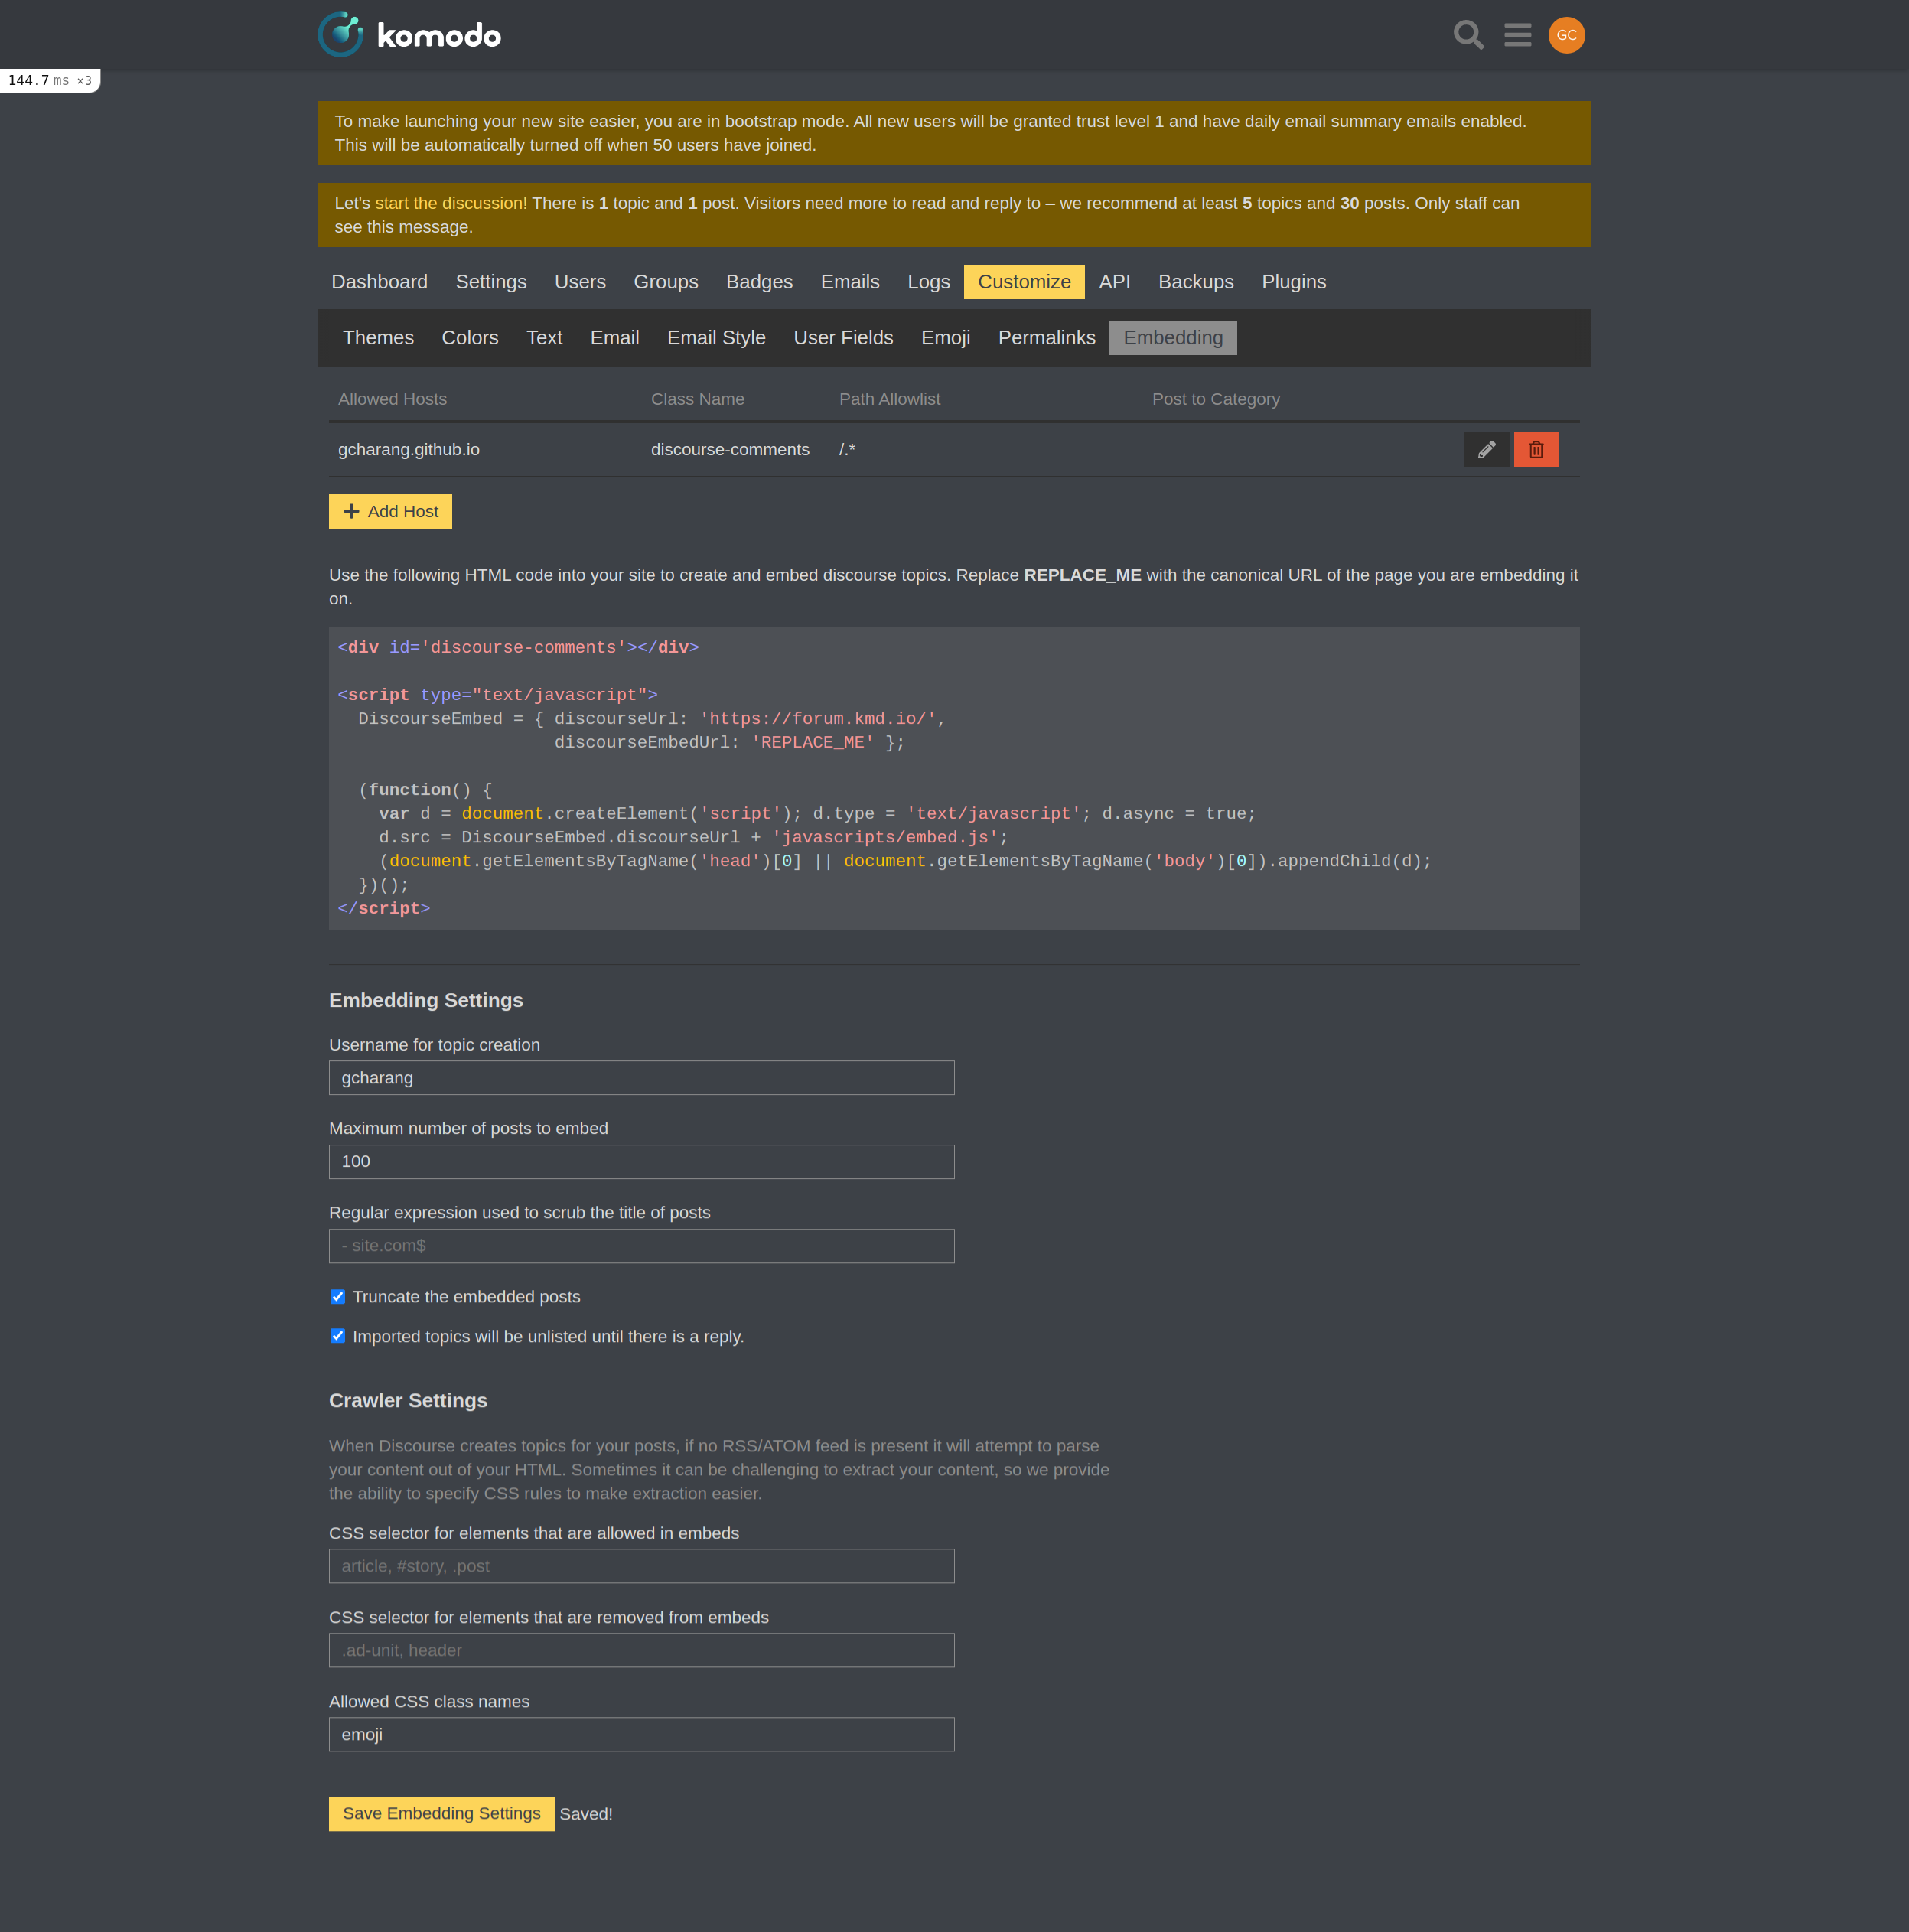 komodo
GC
144.7 ms ×3
To make launching your new site easier, you are in bootstrap mode. All new users will be granted trust level 1 and have daily email summary emails enabled.
This will be automatically turned off when 50 users have joined.
Let's start the discussion! There is 1 topic and 1 post. Visitors need more to read and reply to – we recommend at least 5 topics and 30 posts. Only staff can
see this message.
Dashboard Settings Users Groups Badges Emails Logs Customize API Backups Plugins
Themes Colors Text Email Email Style User Fields Emoji Permalinks Embedding
Allowed Hosts Class Name Path Allowlist Post to Category
gcharang.github.io discourse-comments /.*
Add Host
Use the following HTML code into your site to create and embed discourse topics. Replace REPLACE_ME with the canonical URL of the page you are embedding it
on.
<div id='discourse-comments'></div>
<script type="text/javascript">
  DiscourseEmbed = { discourseUrl: 'https://forum.kmd.io/',
                     discourseEmbedUrl: 'REPLACE_ME' };
  (function() {
    var d = document.createElement('script'); d.type = 'text/javascript'; d.async = true;
    d.src = DiscourseEmbed.discourseUrl + 'javascripts/embed.js';
    (document.getElementsByTagName('head')[0] || document.getElementsByTagName('body')[0]).appendChild(d);
  })();
</script>
Embedding Settings
Username for topic creation
gcharang
Maximum number of posts to embed
100
Regular expression used to scrub the title of posts
- site.com$
Truncate the embedded posts
Imported topics will be unlisted until there is a reply.
Crawler Settings
When Discourse creates topics for your posts, if no RSS/ATOM feed is present it will attempt to parse
your content out of your HTML. Sometimes it can be challenging to extract your content, so we provide
the ability to specify CSS rules to make extraction easier.
CSS selector for elements that are allowed in embeds
article, #story, .post
CSS selector for elements that are removed from embeds
.ad-unit, header
Allowed CSS class names
emoji
Save Embedding Settings Saved!